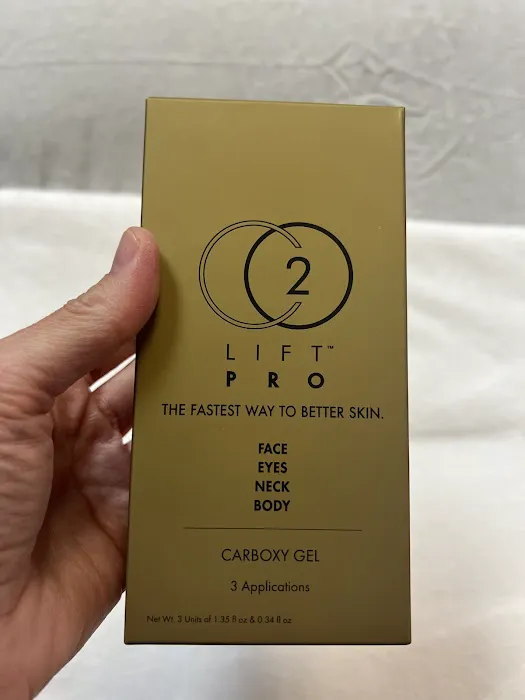 CO2
LIFT™
PRO
THE FASTEST WAY TO BETTER SKIN.
FACE
EYES
NECK
BODY
CARBOXY GEL
3 Applications
Net Wt. 3 Units of 1.35 fl oz & 0.34 fl oz